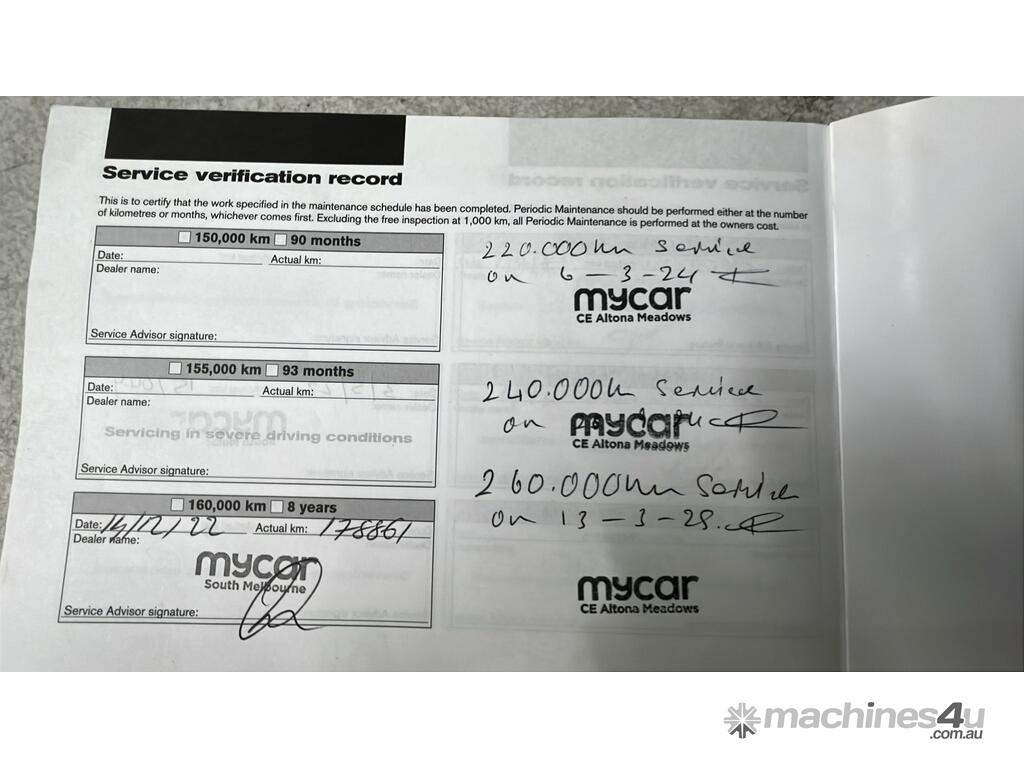 Service verification record
This is to certify that the work specified in the maintenance schedule has been completed. Periodic Maintenance should be performed either at the number
of kilometres or months, whichever comes first. Excluding the free inspection at 1,000 km, all Periodic Maintenance is performed at the owners cost.
150,000 km 90 months
Date: Actual km:
Dealer name:
Service Advisor signature:
155,000 km 93 months
Date: Actual km:
Dealer name:
Servicing in severe driving conditions
Service Advisor signature:
160,000 km 8 years
Date: 14/12/22 Actual km: 178861
Dealer name:
mycar
South Melbourne
Service Advisor signature:
220.000km Service
on 6-3-24
mycar
CE Altona Meadows
240.000km Service
on
mycar
CE Altona Meadows
260.000km Service
on 13-3-25.
mycar
CE Altona Meadows
machines4u
.com.au